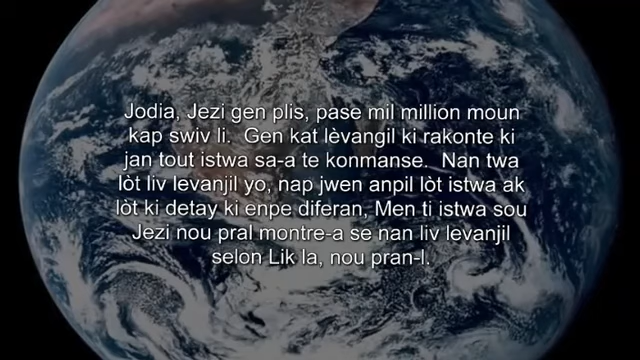 Jodia, Jezi gen plis, pase mil million moun
kap swiv li.  Gen kat lèvangil ki rakonte ki
jan tout istwa sa-a te konmanse.  Nan twa
lòt liv levanjil yo, nap jwen anpil lòt istwa ak
lòt ki detay ki enpe diferan, Men ti istwa sou
Jezi nou pral montre-a se nan liv levanjil
selon Lik la, nou pran-l.